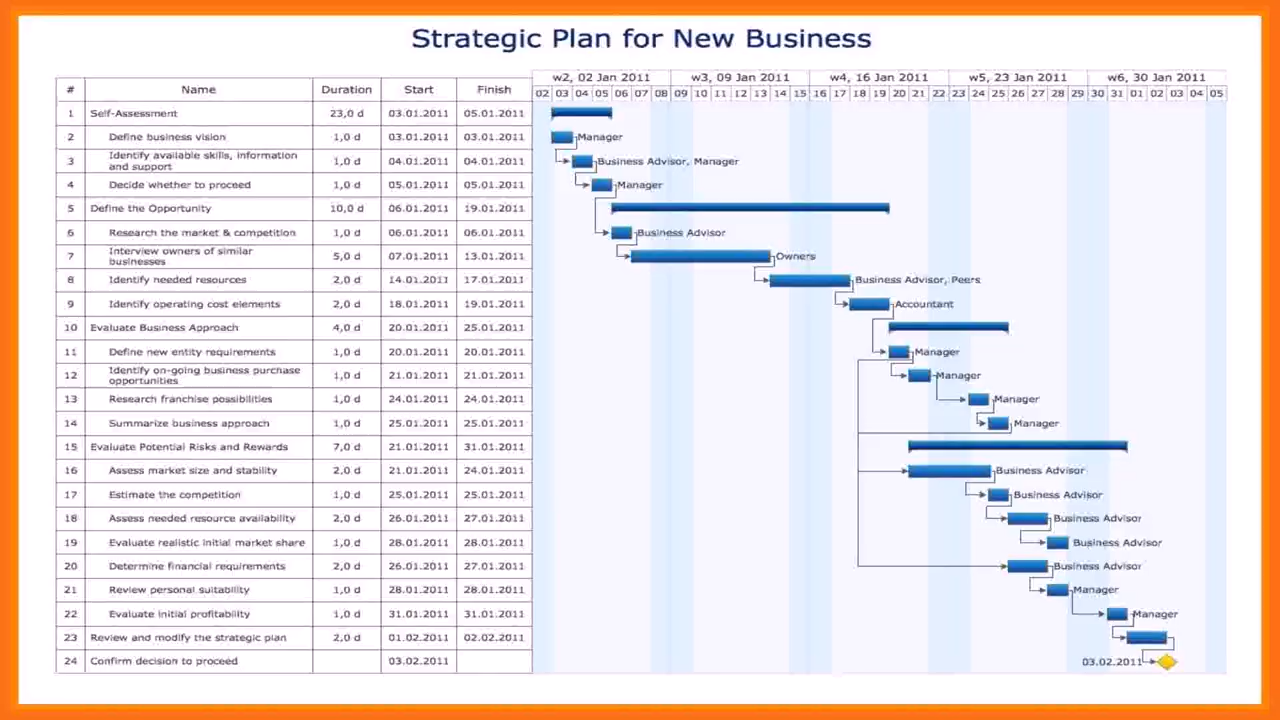 Strategic Plan for New Business
w2, 02 Jan 2011 w3, 09 Jan 2011 w4, 16 Jan 2011 w5, 23 Jan 2011 w6, 30 Jan 2011
# Name Duration Start Finish 02 03 04 05 06 07 08 09 10 11 12 13 14 15 16 17 18 19 20 21 22 23 24 25 26 27 28 29 30 31 01 02 03 04 05
1 Self-Assessment 23,0 d 03.01.2011 05.01.2011
2 Define business vision 1,0 d 03.01.2011 03.01.2011 Manager
3 Identify available skills, information
and support 1,0 d 04.01.2011 04.01.2011 Business Advisor, Manager
4 Decide whether to proceed 1,0 d 05.01.2011 05.01.2011 Manager
5 Define the Opportunity 10,0 d 06.01.2011 19.01.2011
6 Research the market & competition 1,0 d 06.01.2011 06.01.2011 Business Advisor
7 Interview owners of similar
businesses 5,0 d 07.01.2011 13.01.2011 Owners
8 Identify needed resources 2,0 d 14.01.2011 17.01.2011 Business Advisor, Peers
9 Identify operating cost elements 2,0 d 18.01.2011 19.01.2011 Accountant
10 Evaluate Business Approach 4,0 d 20.01.2011 25.01.2011
11 Define new entity requirements 1,0 d 20.01.2011 20.01.2011 Manager
12 Identify on-going business purchase
opportunities 1,0 d 21.01.2011 21.01.2011 Manager
13 Research franchise possibilities 1,0 d 24.01.2011 24.01.2011 Manager
14 Summarize business approach 1,0 d 25.01.2011 25.01.2011 Manager
15 Evaluate Potential Risks and Rewards 7,0 d 21.01.2011 31.01.2011
16 Assess market size and stability 2,0 d 21.01.2011 24.01.2011 Business Advisor
17 Estimate the competition 1,0 d 25.01.2011 25.01.2011 Business Advisor
18 Assess needed resource availability 2,0 d 26.01.2011 27.01.2011 Business Advisor
19 Evaluate realistic initial market share 1,0 d 28.01.2011 28.01.2011 Business Advisor
20 Determine financial requirements 2,0 d 26.01.2011 27.01.2011 Business Advisor
21 Review personal suitability 1,0 d 28.01.2011 28.01.2011 Manager
22 Evaluate initial profitability 1,0 d 31.01.2011 31.01.2011 Manager
23 Review and modify the strategic plan 2,0 d 01.02.2011 02.02.2011
24 Confirm decision to proceed 03.02.2011 03.02.2011